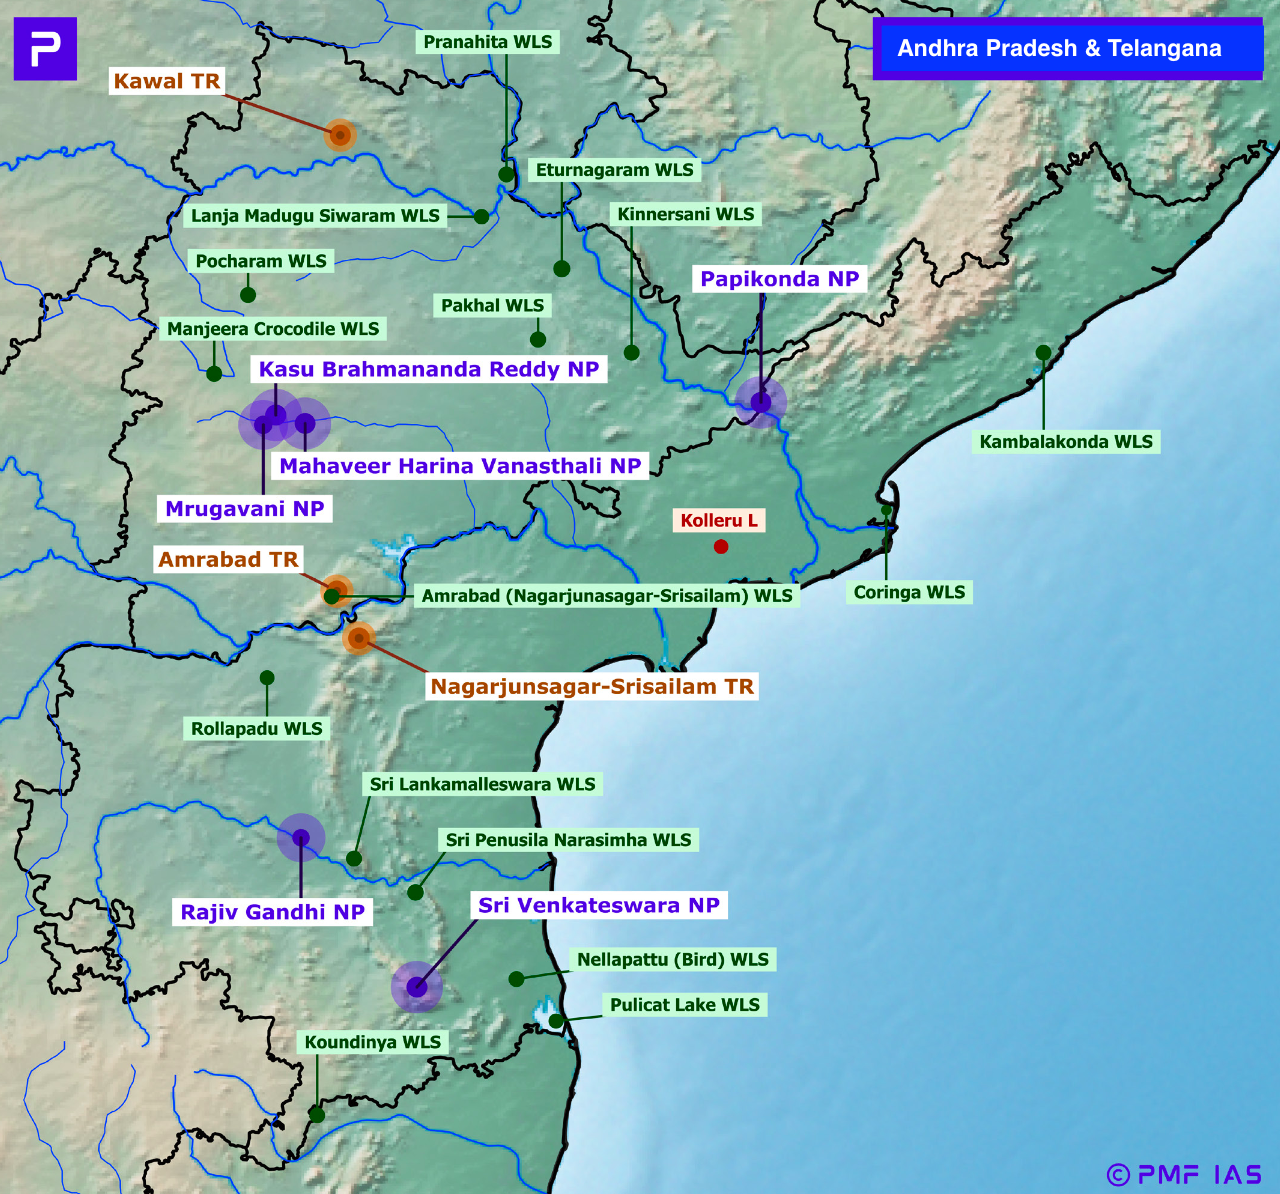 P
Andhra Pradesh & Telangana
Pranahita WLS
Kawal TR
Eturnagaram WLS
Lanja Madugu Siwaram WLS
Kinnersani WLS
Pocharam WLS
Papikonda NP
Pakhal WLS
Manjeera Crocodile WLS
Kasu Brahmananda Reddy NP
Kambalakonda WLS
Mahaveer Harina Vanasthali NP
Mrugavani NP
Kolleru L
Amrabad TR
Amrabad (Nagarjunasagar-Srisailam) WLS
Coringa WLS
Nagarjunsagar-Srisailam TR
Rollapadu WLS
Sri Lankamalleswara WLS
Sri Penusila Narasimha WLS
Rajiv Gandhi NP
Sri Venkateswara NP
Nellapattu (Bird) WLS
Pulicat Lake WLS
Koundinya WLS
© PMF IAS